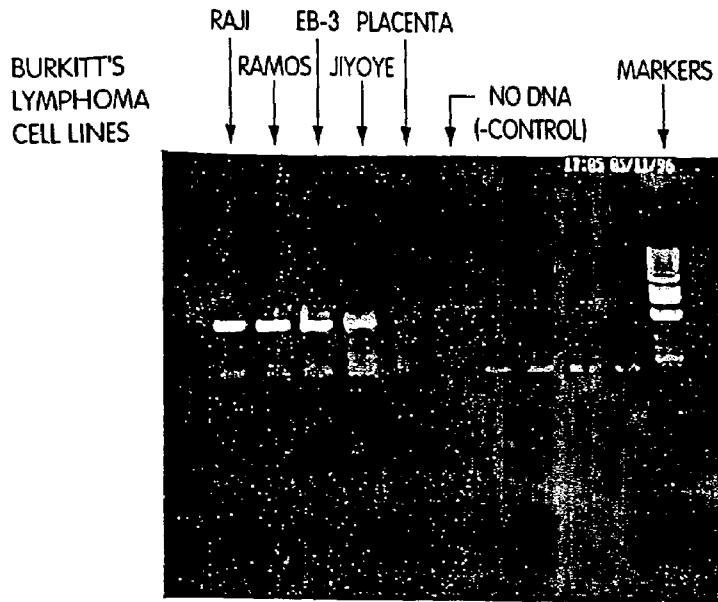 RAJI EB-3 PLACENTA
BURKITT'S LYMPHOMA CELL LINES
RAMOS JIYOYE
NO DNA (-CONTROL)
MARKERS
17:05 05/11/96